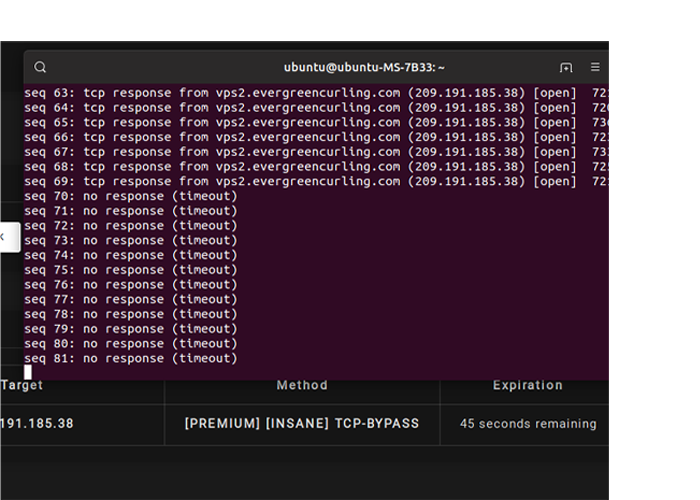 ubuntu@ubuntu-MS-7B33: ~
seq 63: tcp response from vps2.evergreencurling.com (209.191.185.38) [open]
seq 64: tcp response from vps2.evergreencurling.com (209.191.185.38) [open]
seq 65: tcp response from vps2.evergreencurling.com (209.191.185.38) [open]
seq 66: tcp response from vps2.evergreencurling.com (209.191.185.38) [open]
seq 67: tcp response from vps2.evergreencurling.com (209.191.185.38) [open]
seq 68: tcp response from vps2.evergreencurling.com (209.191.185.38) [open]
seq 69: tcp response from vps2.evergreencurling.com (209.191.185.38) [open]
seq 70: no response (timeout)
seq 71: no response (timeout)
seq 72: no response (timeout)
seq 73: no response (timeout)
seq 74: no response (timeout)
seq 75: no response (timeout)
seq 76: no response (timeout)
seq 77: no response (timeout)
seq 78: no response (timeout)
seq 79: no response (timeout)
seq 80: no response (timeout)
seq 81: no response (timeout)
Target Method Expiration
191.185.38 [PREMIUM] [INSANE] TCP-BYPASS 45 seconds remaining